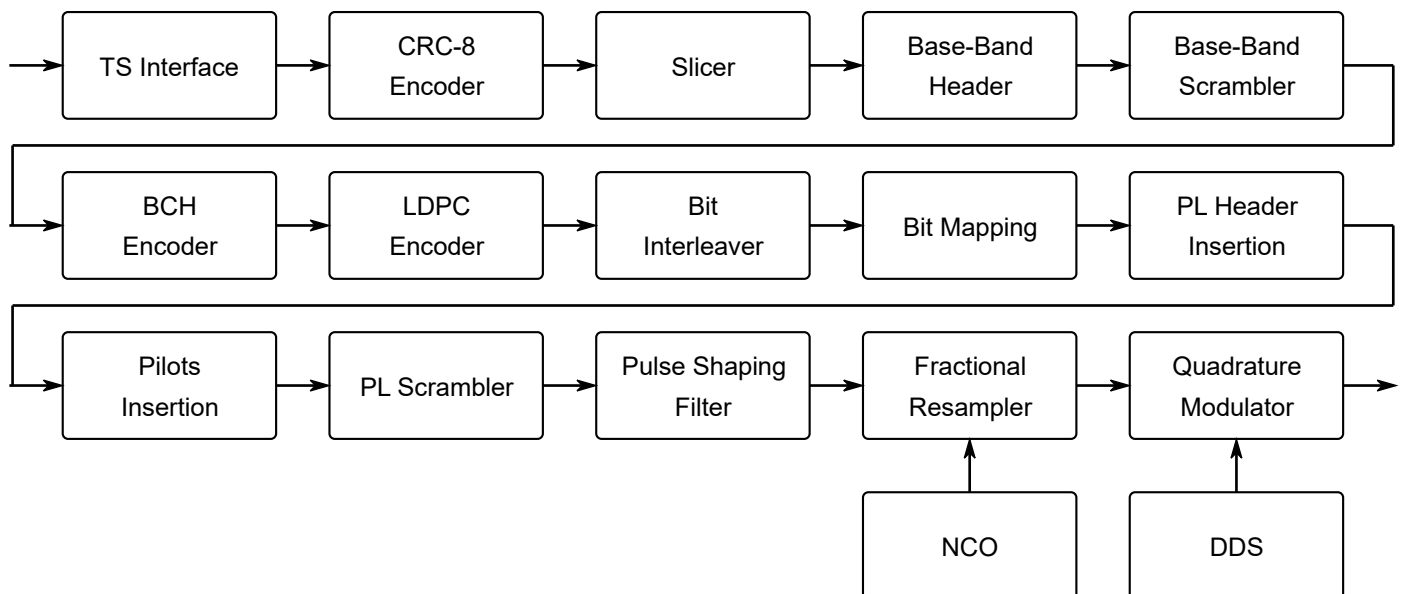 TS Interface
CRC-8
Encoder
Slicer
Base-Band
Header
Base-Band
Scrambler
BCH
Encoder
LDPC
Encoder
Bit
Interleaver
Bit Mapping
PL Header
Insertion
Pilots
Insertion
PL Scrambler
Pulse Shaping
Filter
Fractional
Resampler
Quadrature
Modulator
NCO
DDS